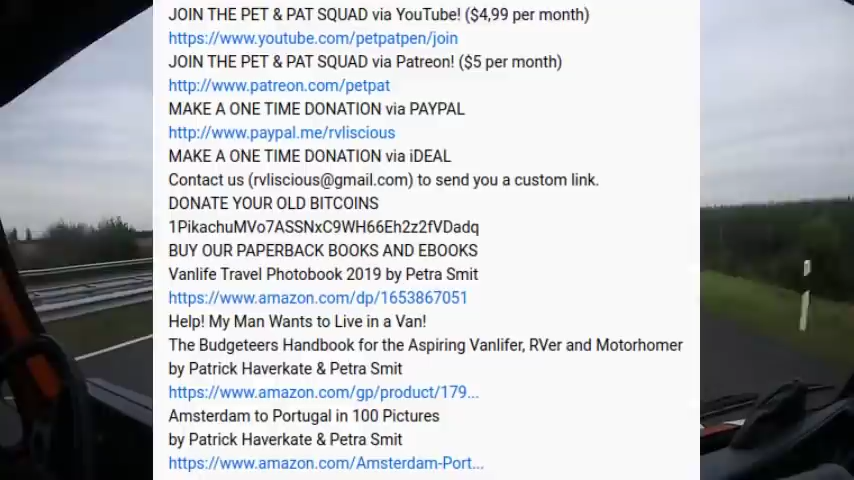 JOIN THE PET & PAT SQUAD via YouTube! ($4,99 per month)
https://www.youtube.com/petpatpen/join
JOIN THE PET & PAT SQUAD via Patreon! ($5 per month)
http://www.patreon.com/petpat
MAKE A ONE TIME DONATION via PAYPAL
http://www.paypal.me/rvliscious
MAKE A ONE TIME DONATION via iDEAL
Contact us (rvliscious@gmail.com) to send you a custom link.
DONATE YOUR OLD BITCOINS
1PikachuMVo7ASSNxC9WH66Eh2z2fVDadq
BUY OUR PAPERBACK BOOKS AND EBOOKS
Vanlife Travel Photobook 2019 by Petra Smit
https://www.amazon.com/dp/1653867051
Help! My Man Wants to Live in a Van!
The Budgeteers Handbook for the Aspiring Vanlifer, RVer and Motorhomer
by Patrick Haverkate & Petra Smit
https://www.amazon.com/gp/product/179...
Amsterdam to Portugal in 100 Pictures
by Patrick Haverkate & Petra Smit
https://www.amazon.com/Amsterdam-Port...